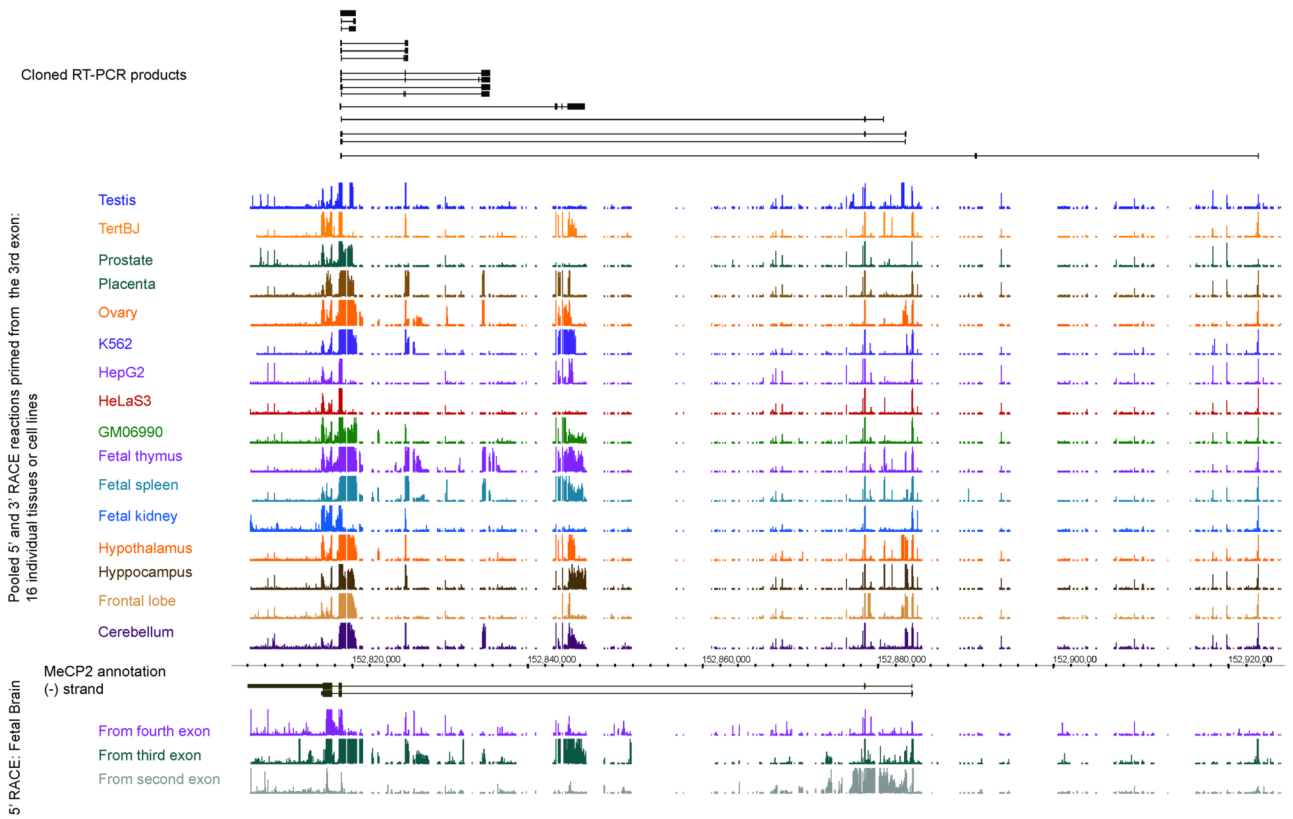 Cloned RT-PCR products
Pooled 5' and 3' RACE reactions primed from the 3rd exon:
16 individual tissues or cell lines
Testis
TertBJ
Prostate
Placenta
Ovary
K562
HepG2
HeLaS3
GM06990
Fetal thymus
Fetal spleen
Fetal kidney
Hypothalamus
Hyppocampus
Frontal lobe
Cerebellum
152,820,000 152,840,000 152,860,000 152,880,000 152,900,00 152,920,00 0
MeCP2 annotation
(-) strand
5' RACE: Fetal Brain
From fourth exon
From third exon
From second exon